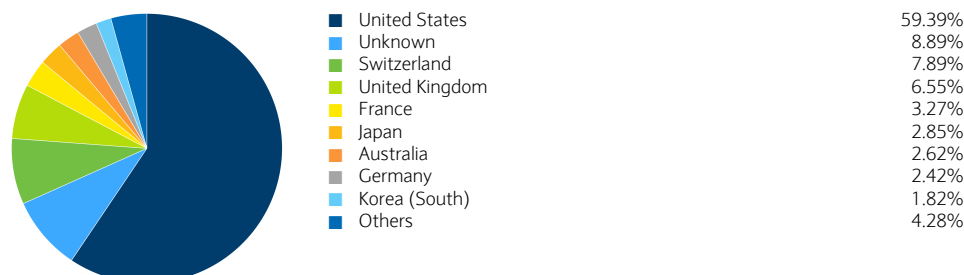 United States 59.39%
Unknown 8.89%
Switzerland 7.89%
United Kingdom 6.55%
France 3.27%
Japan 2.85%
Australia 2.62%
Germany 2.42%
Korea (South) 1.82%
Others 4.28%